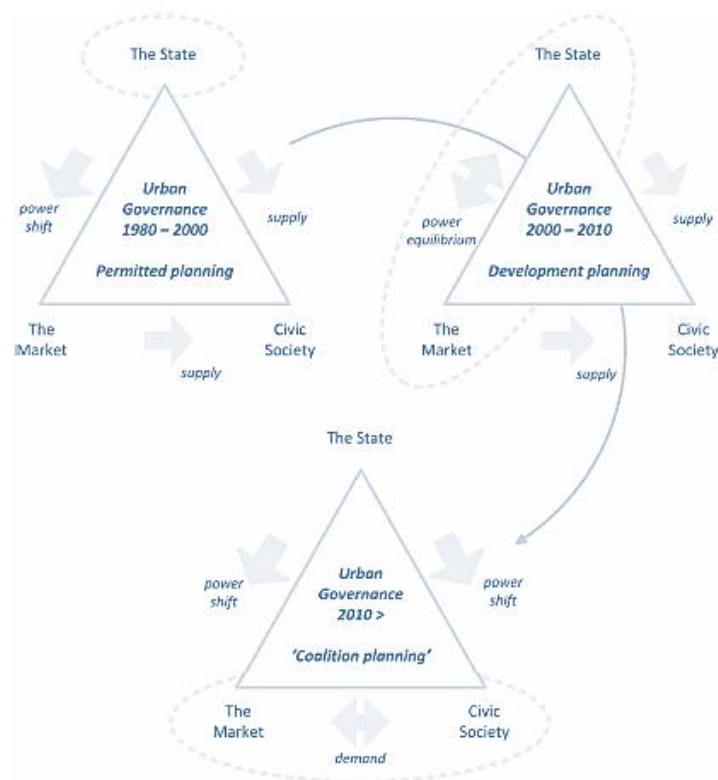 The State
power
shift
Urban
Governance
1980 – 2000
Permitted planning
supply
The
Market
supply
Civic
Society
The State
power
equilibrium
Urban
Governance
2000 – 2010
Development planning
supply
The
Market
supply
Civic
Society
The State
power
shift
Urban
Governance
2010 >
‘Coalition planning’
power
shift
The
Market
demand
Civic
Society